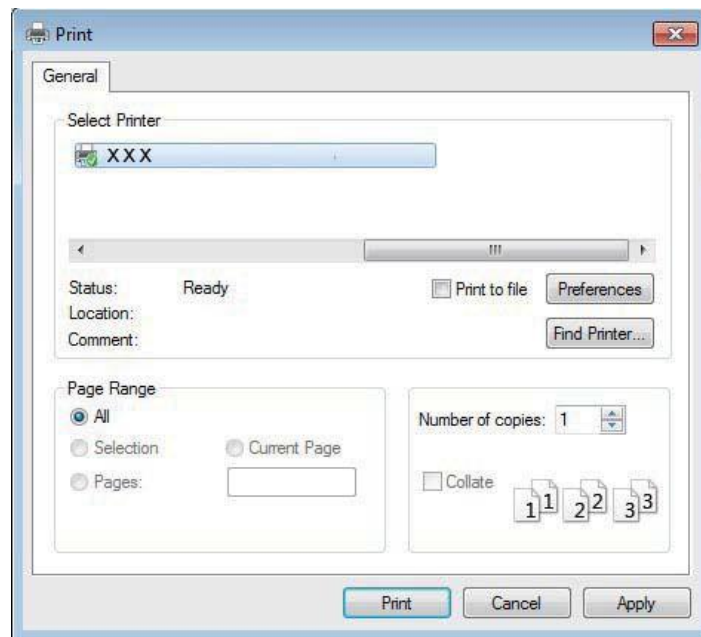 Print
General
Select Printer
XXX
Status: Ready
Print to file
Preferences
Location:
Comment:
Find Printer...
Page Range
All
Selection
Current Page
Pages:
Number of copies: 1
Collate
1 1 2 2 3 3
Print
Cancel
Apply